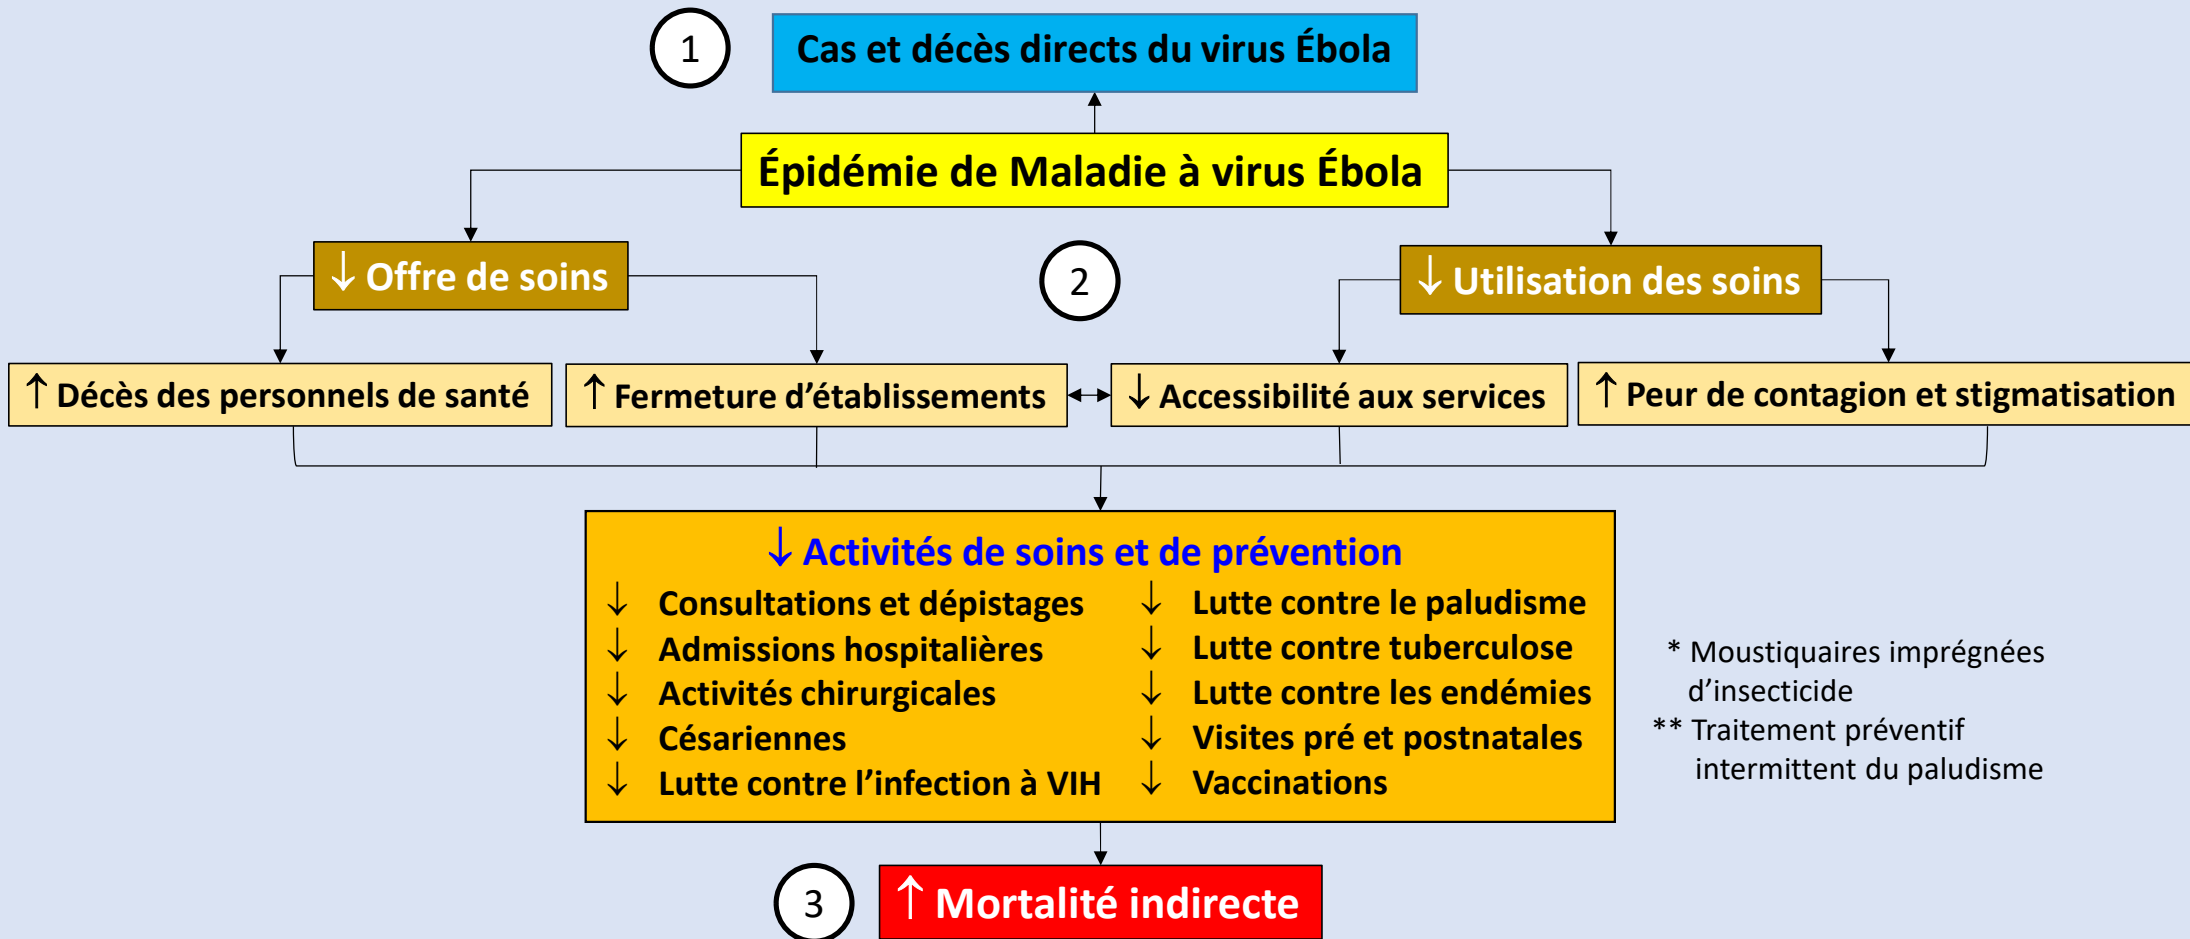 1
Cas et décès directs du virus Ébola
Épidémie de Maladie à virus Ébola
↓ Offre de soins
2
↓ Utilisation des soins
↑ Décès des personnels de santé
↑ Fermeture d’établissements
↓ Accessibilité aux services
↑ Peur de contagion et stigmatisation
↓ Activités de soins et de prévention
↓ Consultations et dépistages
↓ Admissions hospitalières
↓ Activités chirurgicales
↓ Césariennes
↓ Lutte contre l’infection à VIH
↓ Lutte contre le paludisme
↓ Lutte contre tuberculose
↓ Lutte contre les endémies
↓ Visites pré et postnatales
↓ Vaccinations
* Moustiquaires imprégnées
d’insecticide
** Traitement préventif
intermittent du paludisme
3
↑ Mortalité indirecte